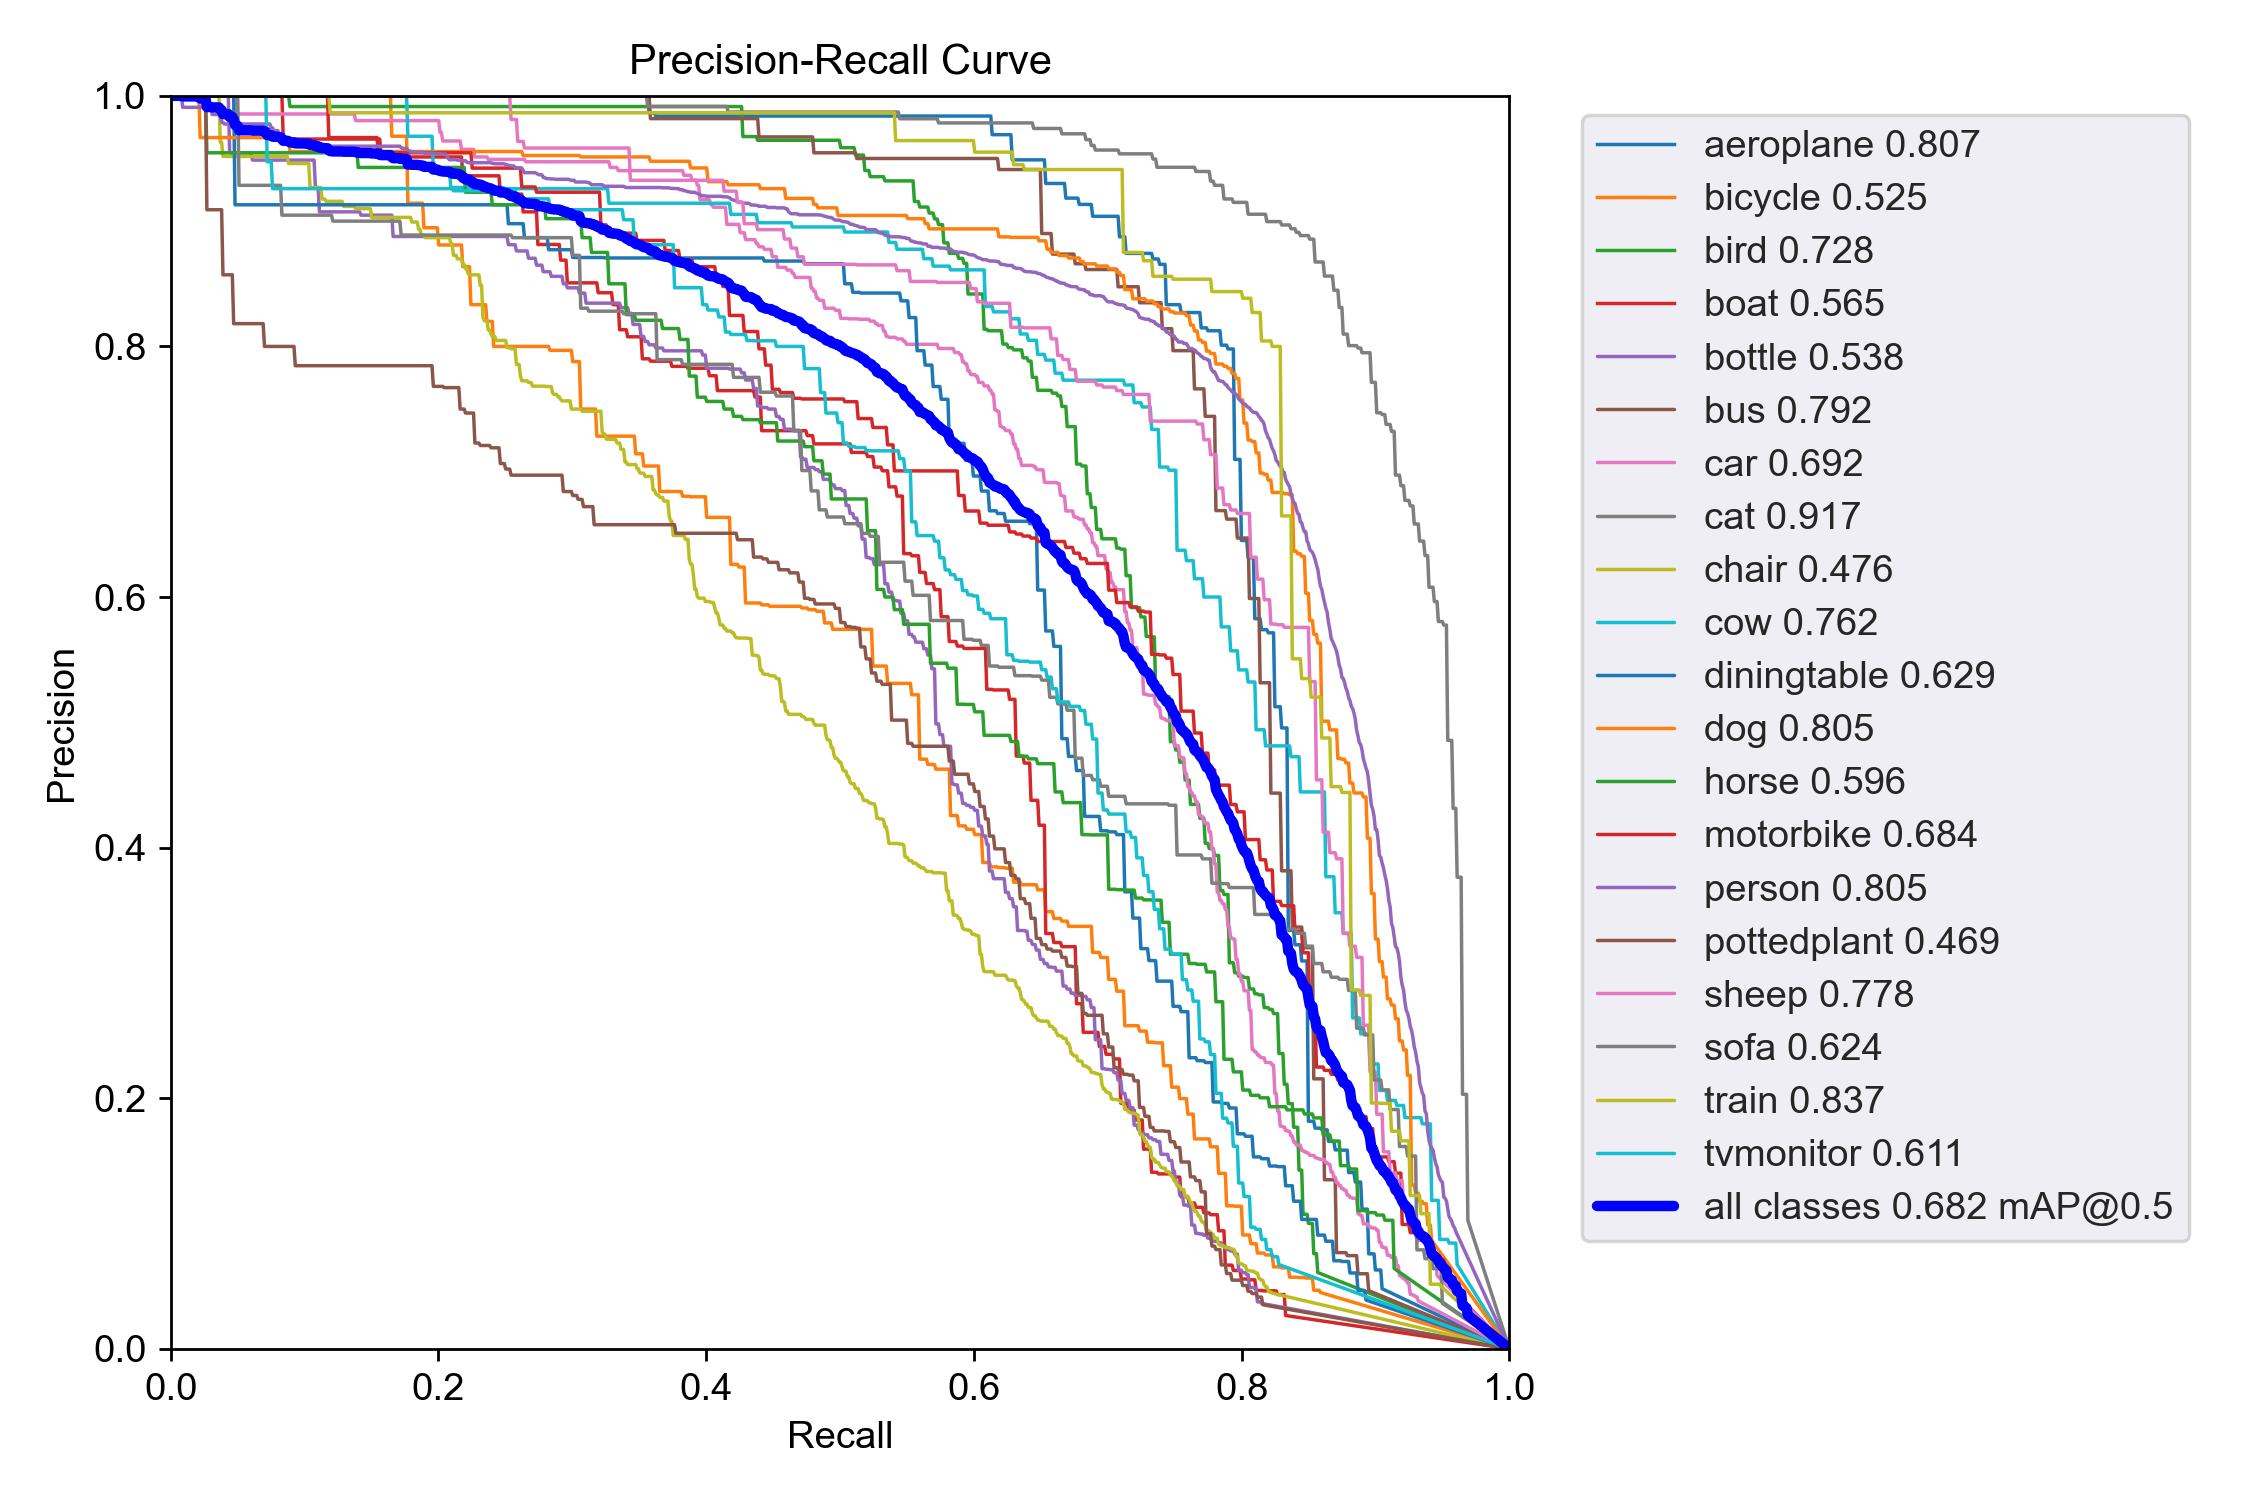 Precision-Recall Curve
1.0
0.8
0.6
0.4
0.2
0.0
Precision
0.0 0.2 0.4 0.6 0.8 1.0
Recall
aeroplane 0.807
bicycle 0.525
bird 0.728
boat 0.565
bottle 0.538
bus 0.792
car 0.692
cat 0.917
chair 0.476
cow 0.762
diningtable 0.629
dog 0.805
horse 0.596
motorbike 0.684
person 0.805
pottedplant 0.469
sheep 0.778
sofa 0.624
train 0.837
tvmonitor 0.611
all classes 0.682 mAP@0.5